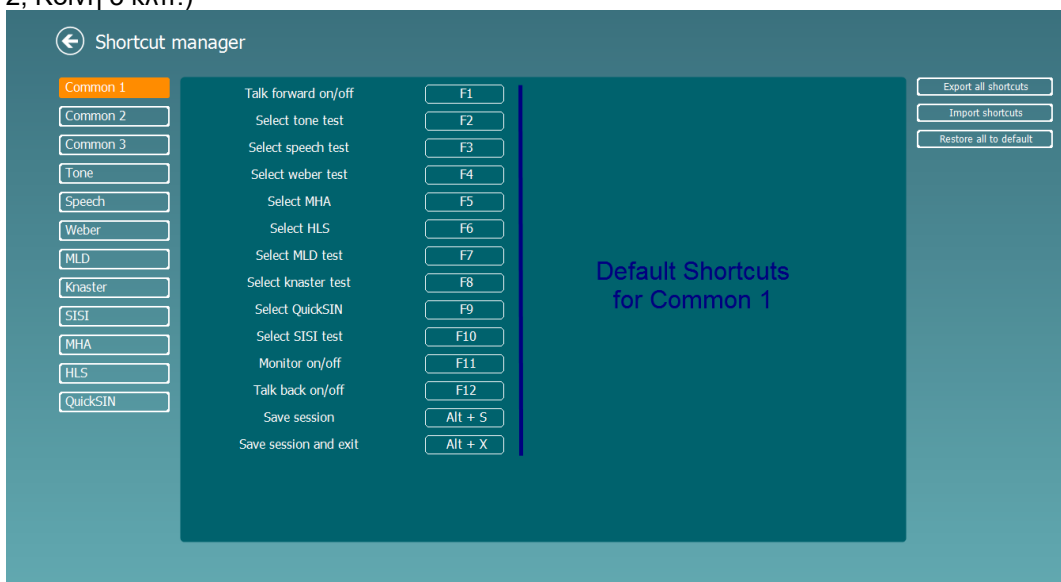 Shortcut manager
Common 1
Common 2
Common 3
Tone
Speech
Weber
MLD
Knaster
SISI
MHA
HLS
QuickSIN
Talk forward on/off F1
Select tone test F2
Select speech test F3
Select weber test F4
Select MHA F5
Select HLS F6
Select MLD test F7
Select knaster test F8
Select QuickSIN F9
Select SISI test F10
Monitor on/off F11
Talk back on/off F12
Save session Alt + S
Save session and exit Alt + X
Default Shortcuts
for Common 1
Export all shortcuts
Import shortcuts
Restore all to default